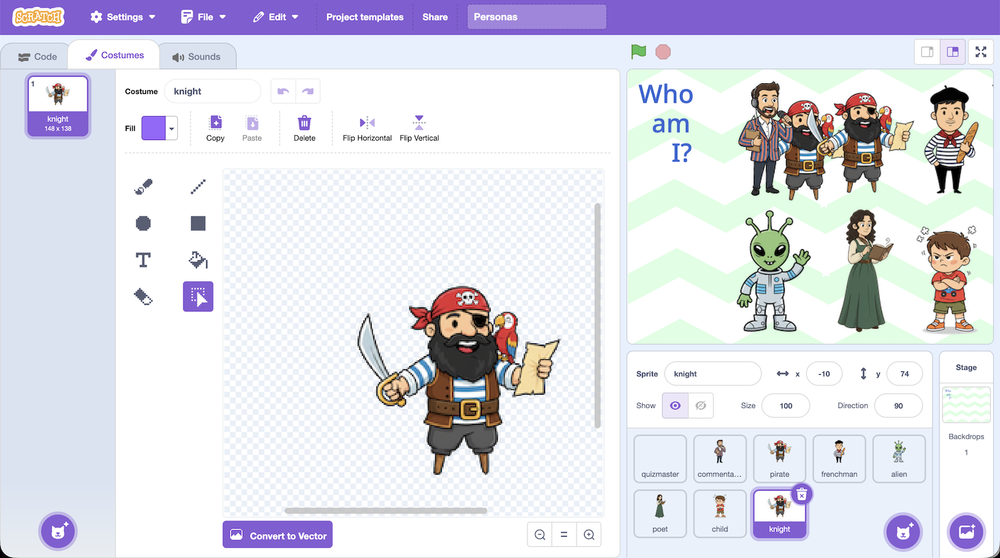 SCRATCH
Settings
File
Edit
Project templates
Share
Personas
Code
Costumes
Sounds
1
knight
148 x 138
Costume
knight
Fill
Copy
Paste
Delete
Flip Horizontal
Flip Vertical
T
Convert to Vector
Who
am
I?
Sprite
knight
x
-10
y
74
Show
Size
100
Direction
90
quizmaster
commenta...
pirate
frenchman
alien
poet
child
knight
Stage
Who
am
I?
Backdrops
1